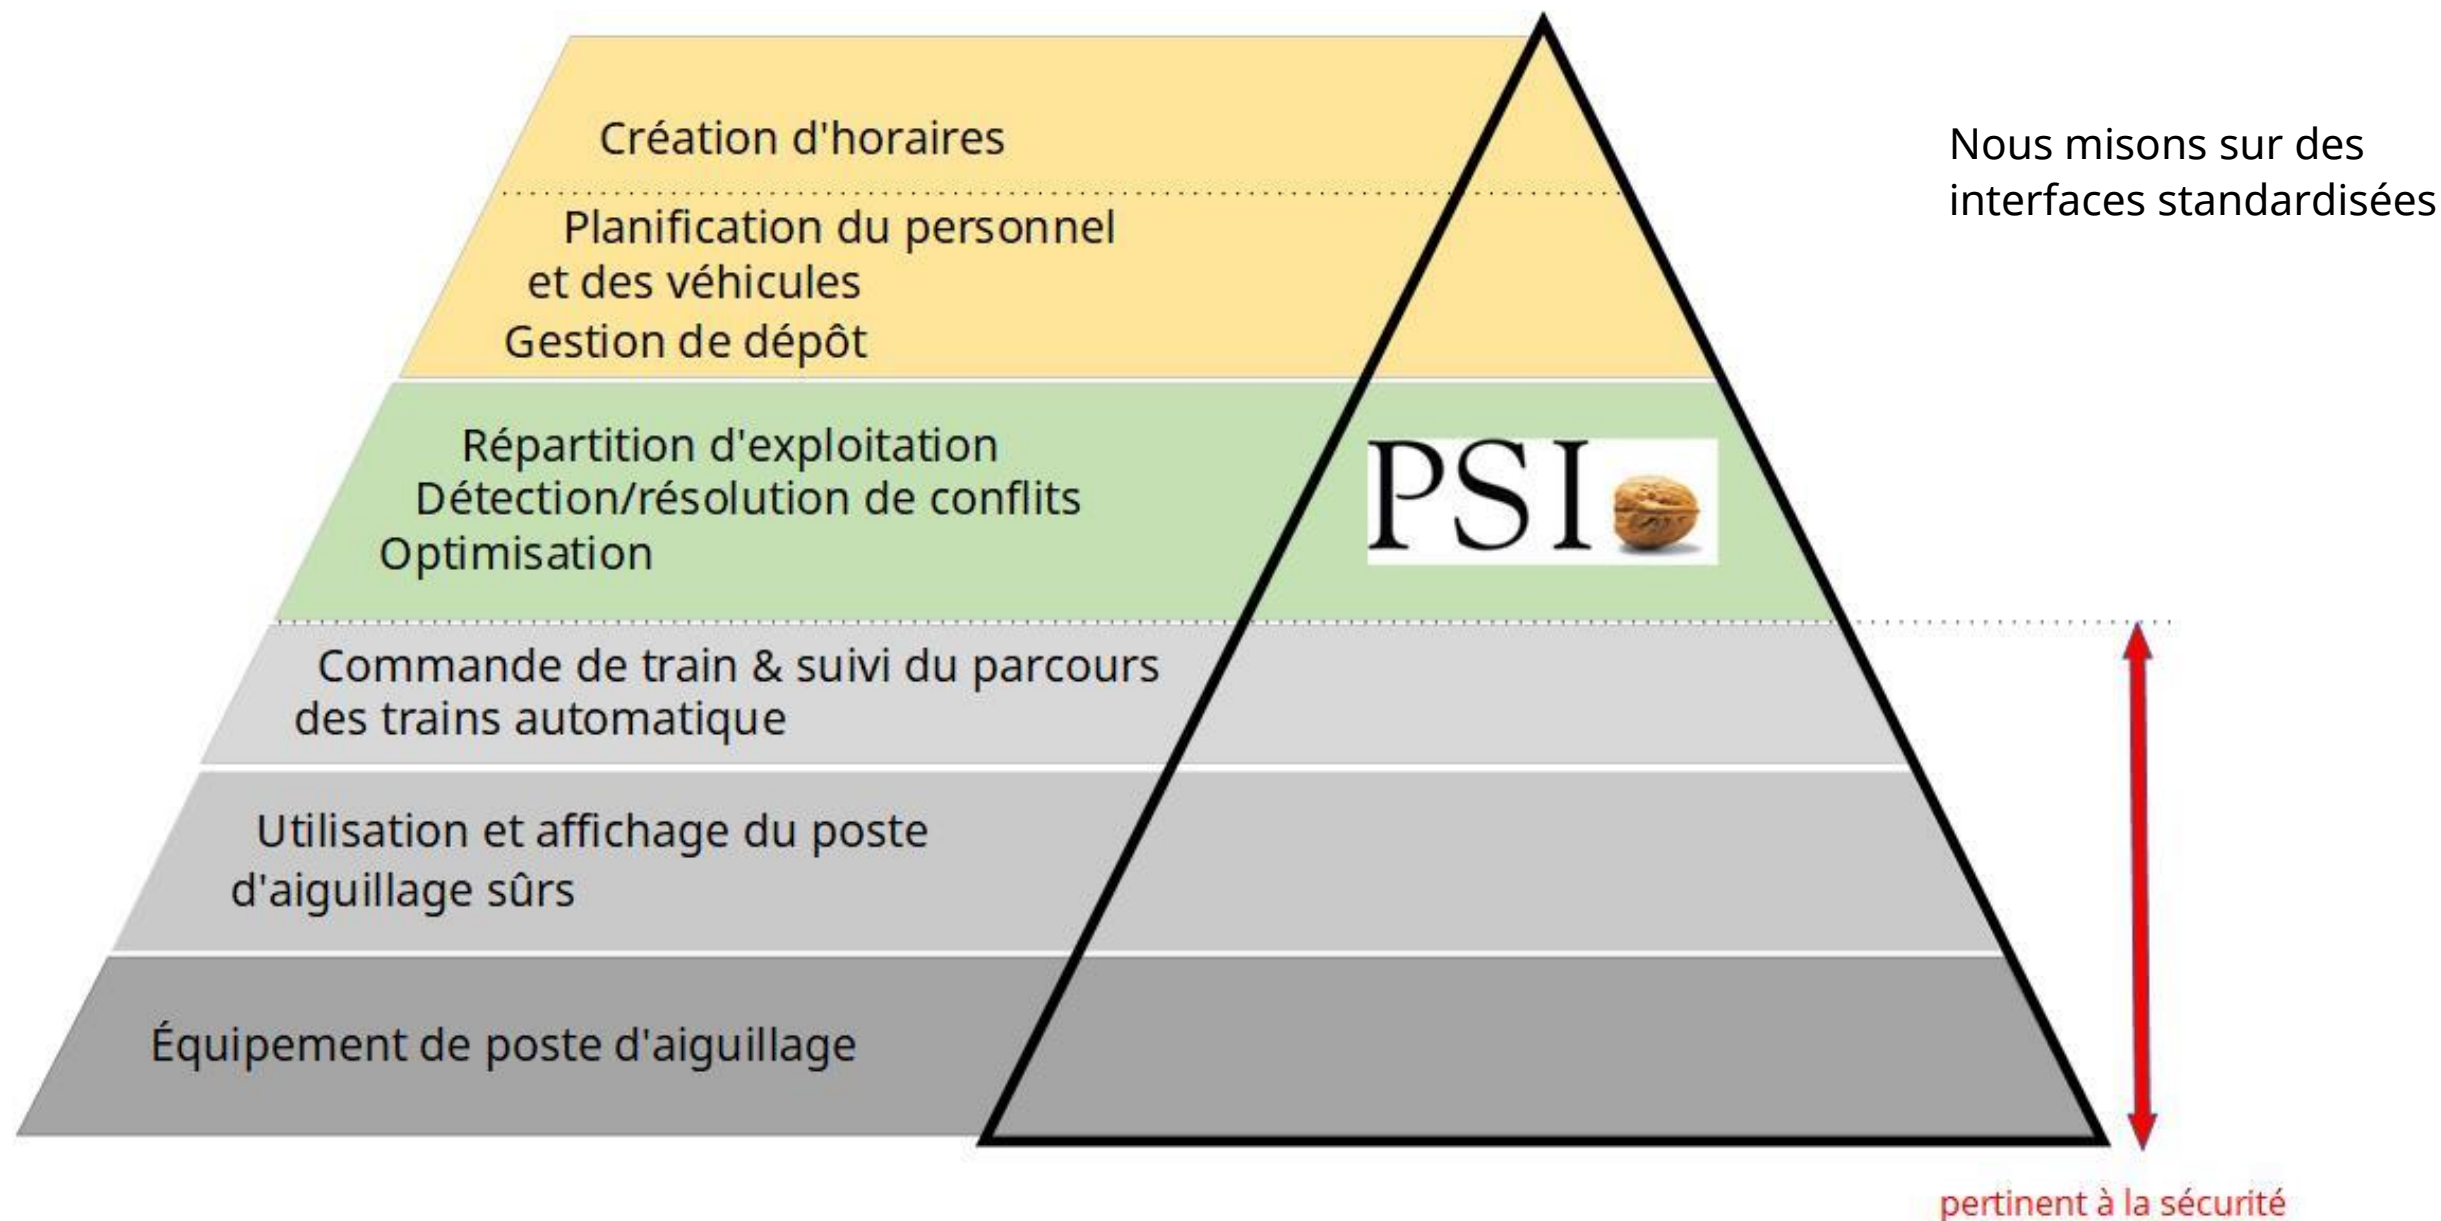 Création d'horaires
Nous misons sur des
interfaces standardisées
Planification du personnel
et des véhicules
Gestion de dépôt
Répartition d'exploitation
Détection/résolution de conflits
Optimisation
PSI
Commande de train & suivi du parcours
des trains automatique
Utilisation et affichage du poste
d'aiguillage sûrs
Équipement de poste d'aiguillage
pertinent à la sécurité